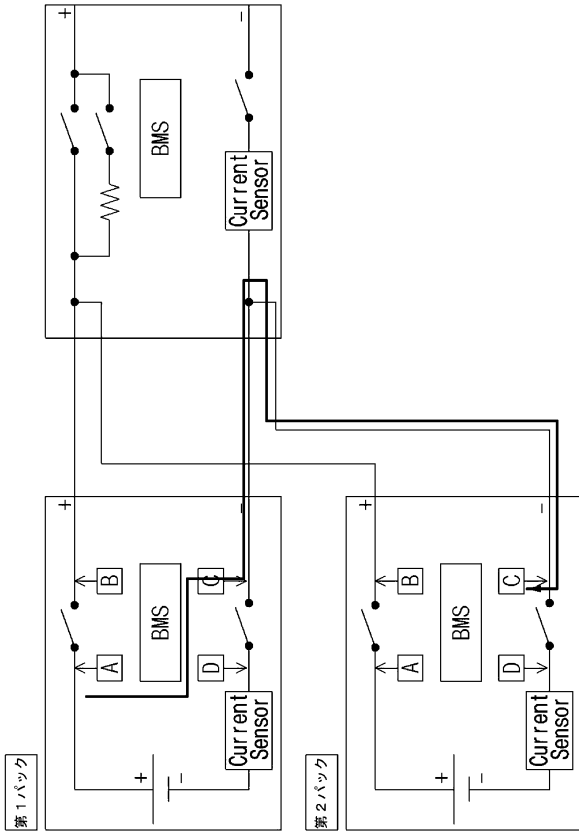 +
-
BMS
Current
Sensor
第1パック
+
-
B
C
BMS
A
D
Current
Sensor
+
-
第2パック
+
-
B
C
BMS
A
D
Current
Sensor
+
-